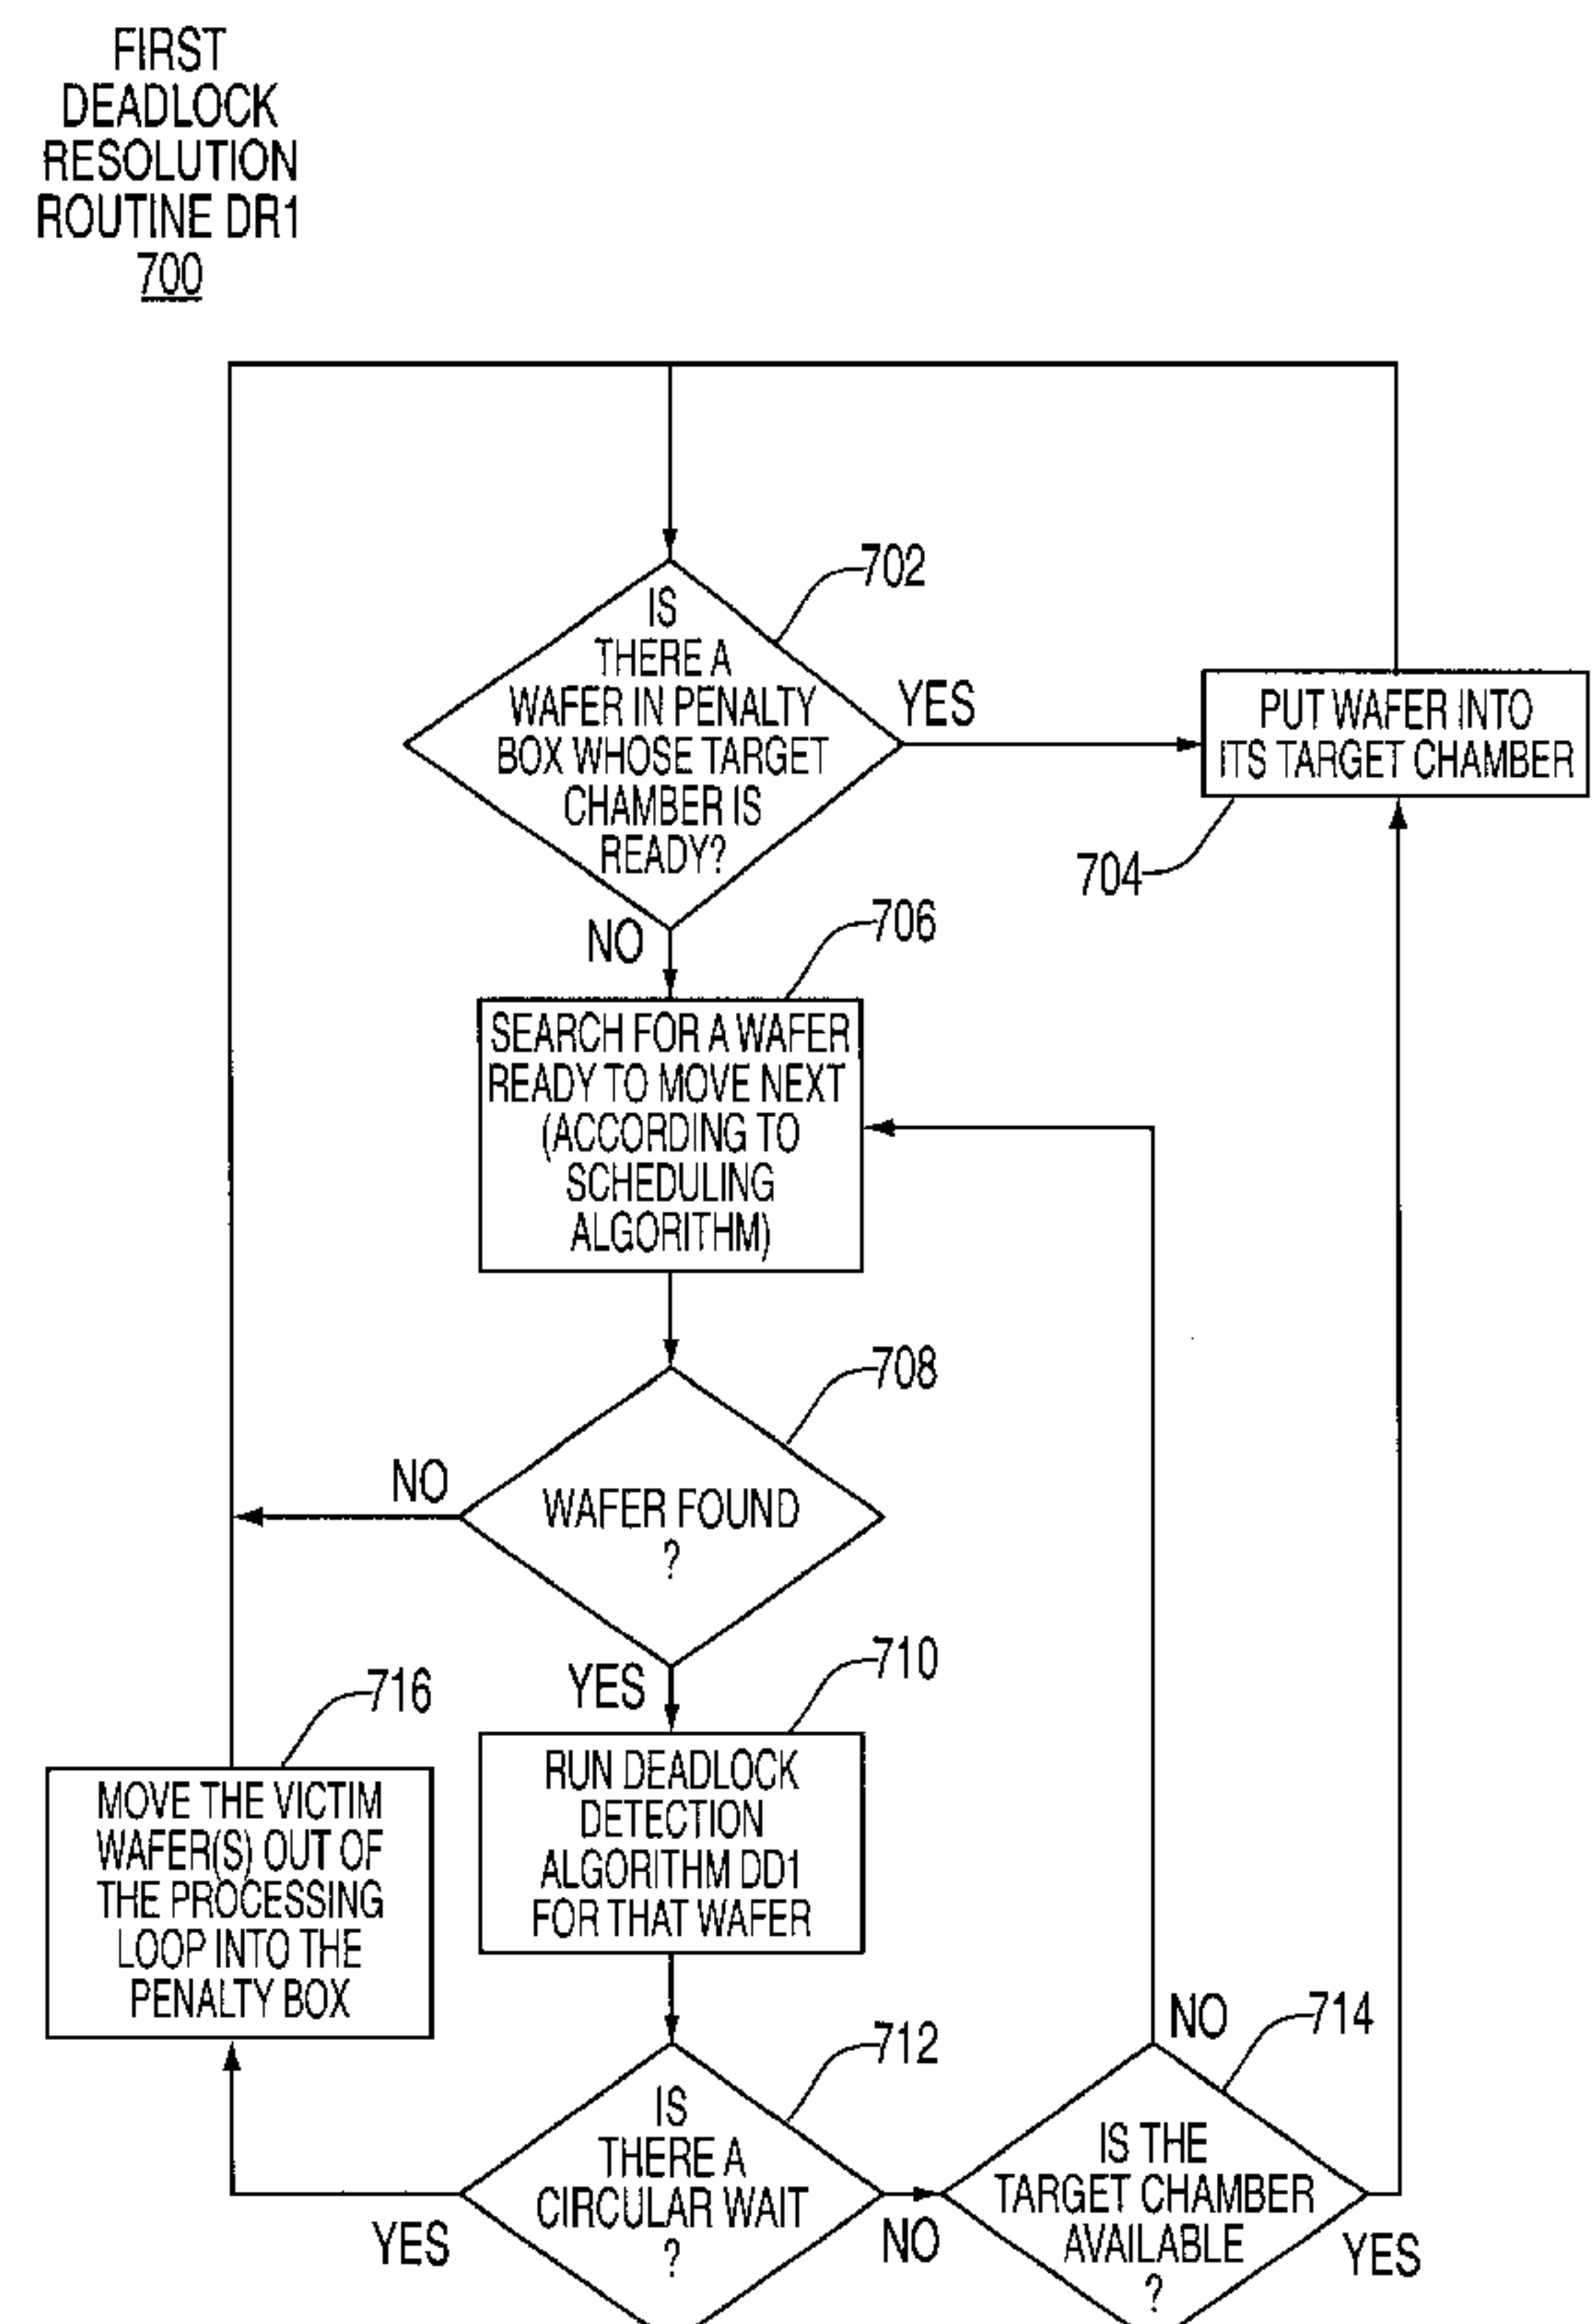 FIRST
DEADLOCK
RESOLUTION
ROUTINE DR1
700
702
IS
THERE A
WAFER IN PENALTY
BOX WHOSE TARGET
CHAMBER IS
READY?
YES
PUT WAFER INTO
ITS TARGET CHAMBER
704
NO
706
SEARCH FOR A WAFER
READY TO MOVE NEXT
(ACCORDING TO
SCHEDULING
ALGORITHM)
708
NO
WAFER FOUND
?
YES
710
716
RUN DEADLOCK
DETECTION
ALGORITHM DD1
FOR THAT WAFER
MOVE THE VICTIM
WAFER(S) OUT OF
THE PROCESSING
LOOP INTO THE
PENALTY BOX
712
IS
THERE A
CIRCULAR WAIT
?
YES
NO
NO
714
IS THE
TARGET CHAMBER
AVAILABLE
?
YES